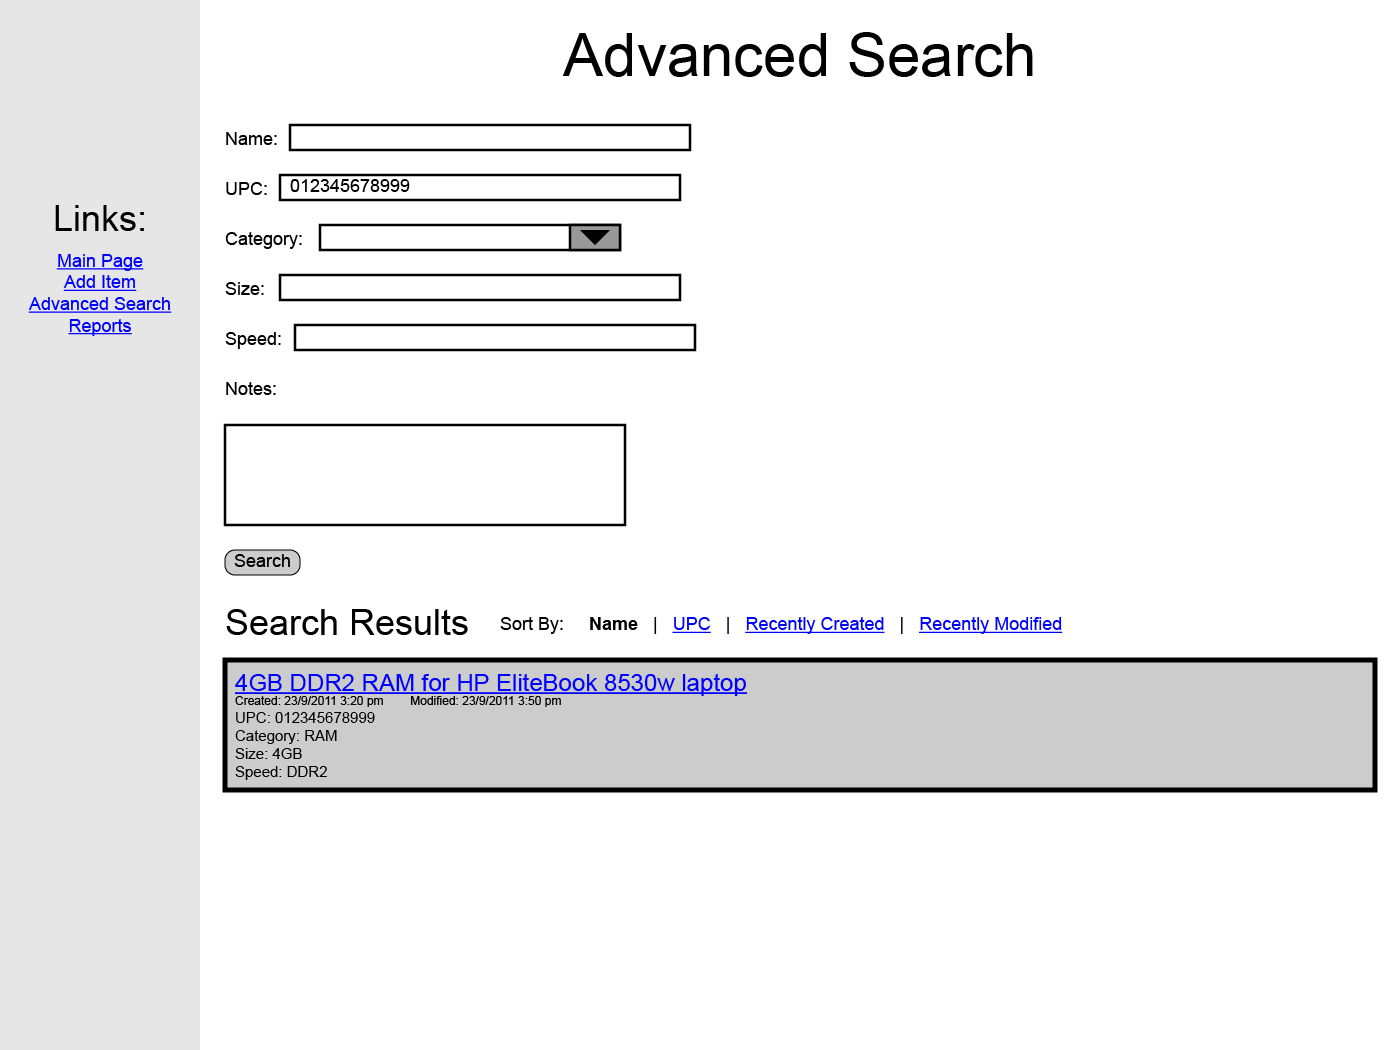 Advanced Search
Links:
Main Page
Add Item
Advanced Search
Reports
Name:
UPC: 012345678999
Category:
Size:
Speed:
Notes:
Search
Search Results Sort By: Name | UPC | Recently Created | Recently Modified
4GB DDR2 RAM for HP EliteBook 8530w laptop
Created: 23/9/2011 3:20 pm Modified: 23/9/2011 3:50 pm
UPC: 012345678999
Category: RAM
Size: 4GB
Speed: DDR2